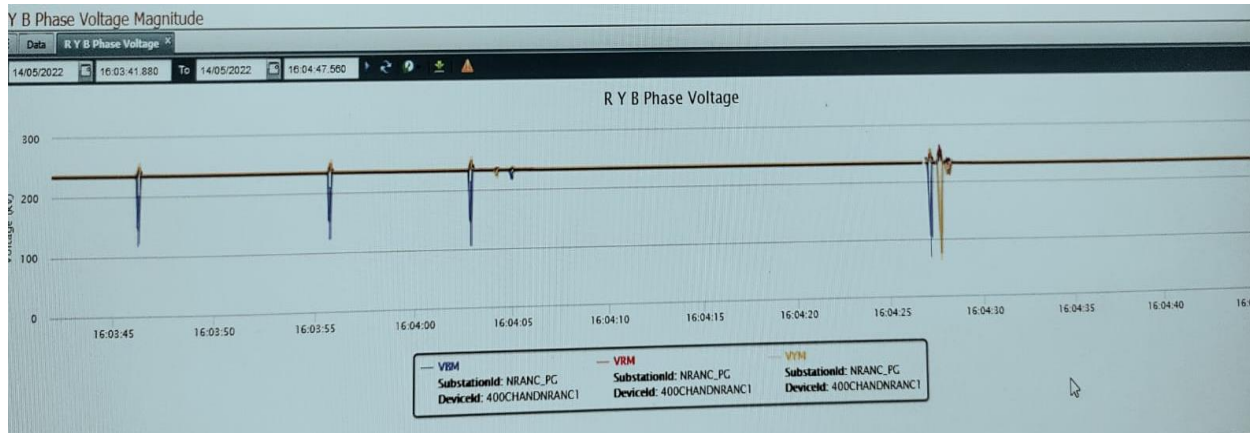 Y B Phase Voltage Magnitude
Data R Y B Phase Voltage ×
14/05/2022 16:03:41.880 To 14/05/2022 16:04:47.560
R Y B Phase Voltage
300
200
100
0
16:03:45 16:03:50 16:03:55 16:04:00 16:04:05 16:04:10 16:04:15 16:04:20 16:04:25 16:04:30 16:04:35 16:04:40
VBM VRM VYM
SubstationId: NRANC_PG SubstationId: NRANC_PG SubstationId: NRANC_PG
DeviceId: 400CHANDNRANC1 DeviceId: 400CHANDNRANC1 DeviceId: 400CHANDNRANC1